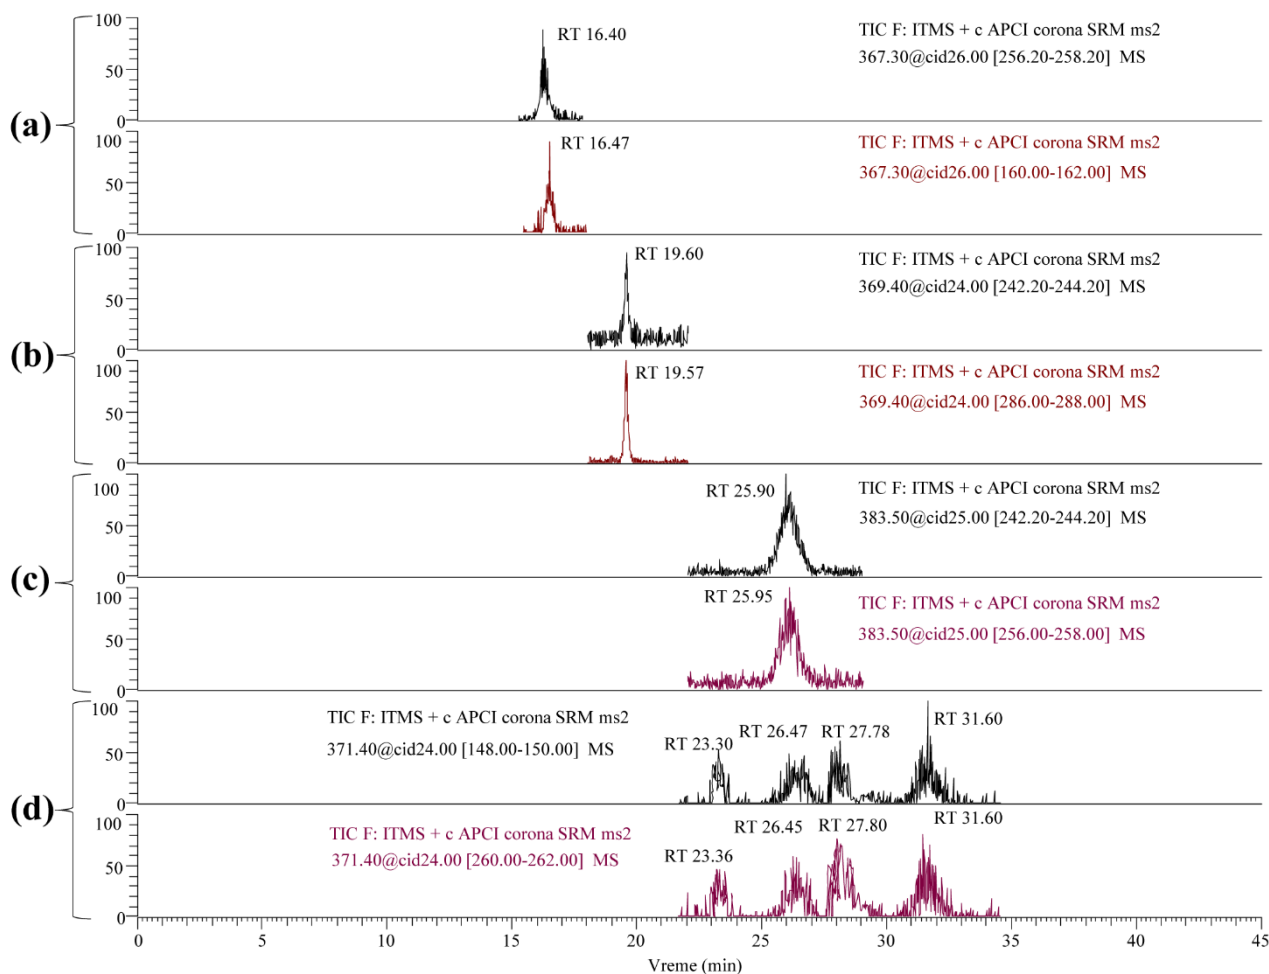 (a)
100
50
0
RT 16.40
TIC F: ITMS + c APCI corona SRM ms2
367.30@cid26.00 [256.20-258.20] MS
100
50
0
RT 16.47
TIC F: ITMS + c APCI corona SRM ms2
367.30@cid26.00 [160.00-162.00] MS
(b)
100
50
0
RT 19.60
TIC F: ITMS + c APCI corona SRM ms2
369.40@cid24.00 [242.20-244.20] MS
100
50
0
RT 19.57
TIC F: ITMS + c APCI corona SRM ms2
369.40@cid24.00 [286.00-288.00] MS
(c)
100
50
0
RT 25.90
TIC F: ITMS + c APCI corona SRM ms2
383.50@cid25.00 [242.20-244.20] MS
100
50
0
RT 25.95
TIC F: ITMS + c APCI corona SRM ms2
383.50@cid25.00 [256.00-258.00] MS
(d)
100
50
0
TIC F: ITMS + c APCI corona SRM ms2
371.40@cid24.00 [148.00-150.00] MS
RT 23.30
RT 26.47
RT 27.78
RT 31.60
100
50
0
TIC F: ITMS + c APCI corona SRM ms2
371.40@cid24.00 [260.00-262.00] MS
RT 23.36
RT 26.45
RT 27.80
RT 31.60
0 5 10 15 20 25 30 35 40 45
Vreme (min)